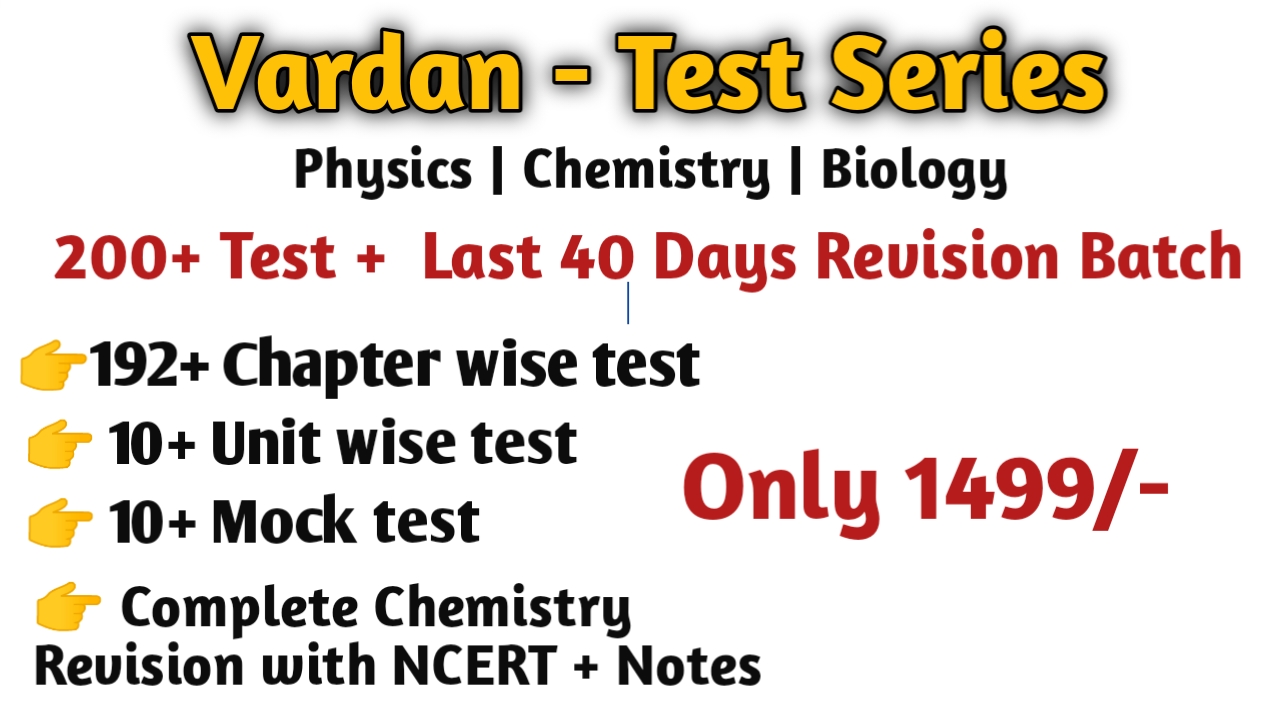 Vardan - Test Series
Physics | Chemistry | Biology
200+ Test + Last 40 Days Revision Batch
👉192+ Chapter wise test
👉 10+ Unit wise test
👉 10+ Mock test
Only 1499/-
👉 Complete Chemistry
Revision with NCERT + Notes